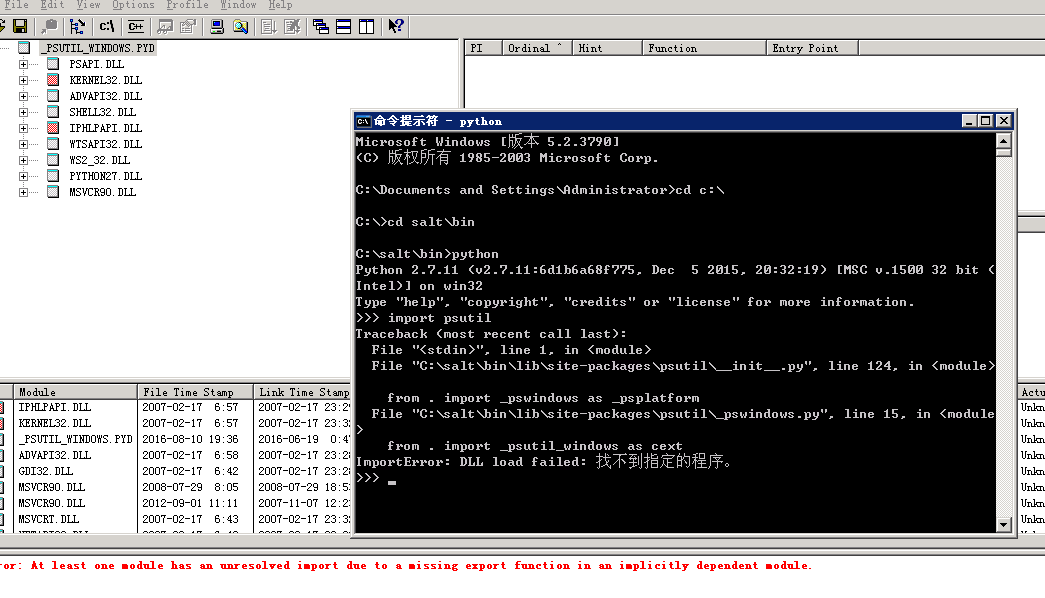 File Edit View Options Profile Window Help
c:\ C++
_PSUTIL_WINDOWS.PYD
PSAPI.DLL
KERNEL32.DLL
ADVAPI32.DLL
SHELL32.DLL
IPHLPAPI.DLL
WTSAPI32.DLL
WS2_32.DLL
PYTHON27.DLL
MSVCR90.DLL
PI Ordinal ^ Hint Function Entry Point
命令提示符 - python
Microsoft Windows [版本 5.2.3790]
(C) 版权所有 1985-2003 Microsoft Corp.
C:\Documents and Settings\Administrator>cd c:\
C:\>cd salt\bin
C:\salt\bin>python
Python 2.7.11 (v2.7.11:6d1b6a68f775, Dec  5 2015, 20:32:19) [MSC v.1500 32 bit (
Intel)] on win32
Type "help", "copyright", "credits" or "license" for more information.
>>> import psutil
Traceback (most recent call last):
  File "<stdin>", line 1, in <module>
  File "C:\salt\bin\lib\site-packages\psutil\__init__.py", line 124, in <module>
    from . import _pswindows as _psplatform
  File "C:\salt\bin\lib\site-packages\psutil\_pswindows.py", line 15, in <module
>
    from . import _psutil_windows as cext
ImportError: DLL load failed: 找不到指定的程序。
>>>
Module File Time Stamp Link Time Stamp Actu
IPHLPAPI.DLL 2007-02-17 6:57 2007-02-17 23:2 Unkn
KERNEL32.DLL 2007-02-17 6:57 2007-02-17 23:3 Unkn
_PSUTIL_WINDOWS.PYD 2016-08-10 19:36 2016-06-19 0:4 Unkn
ADVAPI32.DLL 2007-02-17 6:58 2007-02-17 23:2 Unkn
GDI32.DLL 2007-02-17 6:42 2007-02-17 23:2 Unkn
MSVCR90.DLL 2008-07-29 8:05 2008-07-29 18:5 Unkn
MSVCR90.DLL 2012-09-01 11:11 2007-11-07 12:2 Unkn
MSVCRT.DLL 2007-02-17 6:43 2007-02-17 23:3 Unkn
ror: At least one module has an unresolved import due to a missing export function in an implicitly dependent module.